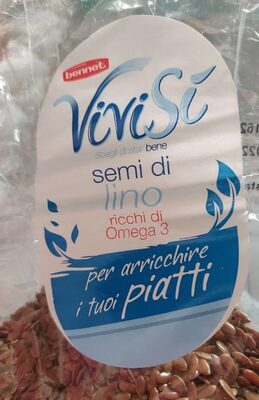 bennet
ViviSì
Scegli di star bene
semi di
lino
ricchi di
Omega 3
per arricchire
i tuoi piatti